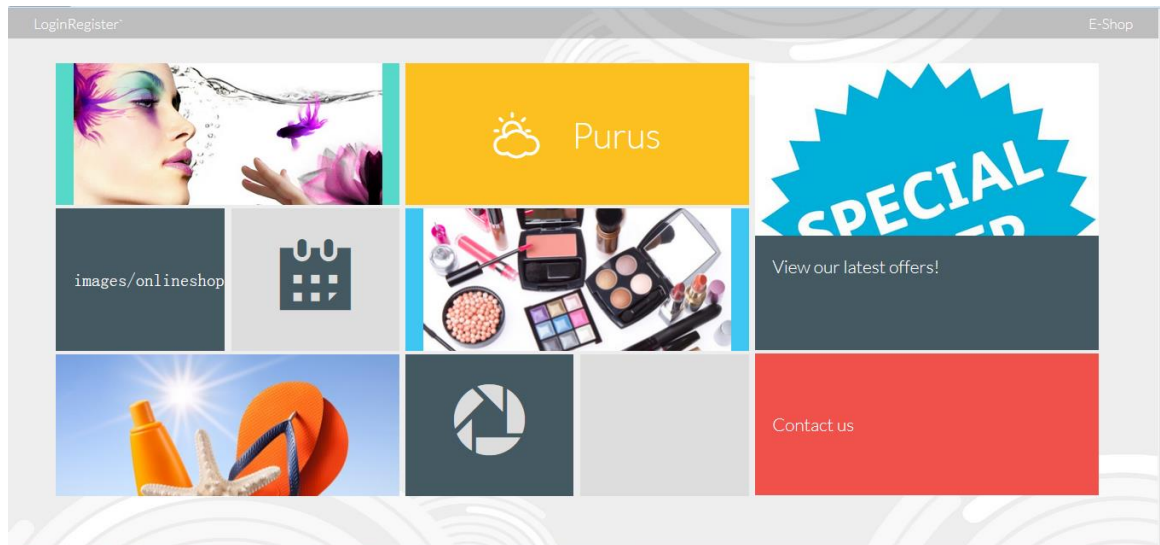 LoginRegister'
E-Shop
Purus
SPECIAL
images/onlineshop
View our latest offers!
Contact us